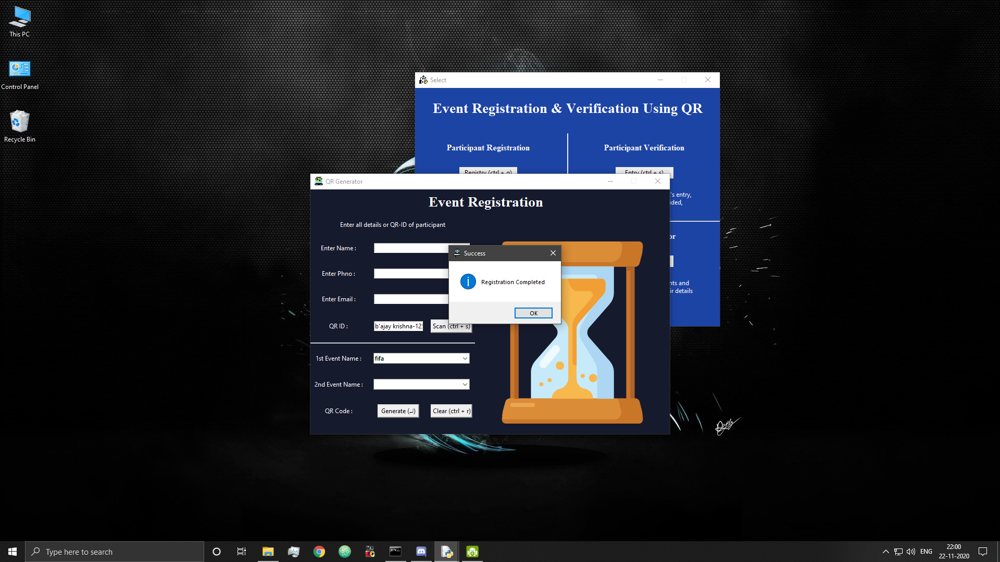 This PC
Control Panel
Recycle Bin
Select
Event Registration & Verification Using QR
Participant Registration
Participant Verification
Registry (ctrl + q)
Entry (ctrl + s)
's entry,
ided,
or
nts and
ir details
QR Generator
Event Registration
Enter all details or QR-ID of participant
Enter Name :
Enter Phno :
Enter Email :
QR ID :
b'ajay krishna-125
Scan (ctrl + s)
1st Event Name :
fifa
2nd Event Name :
QR Code :
Generate (↵)
Clear (ctrl + r)
Success
Registration Completed
OK
Type here to search
ENG
22:00
22-11-2020